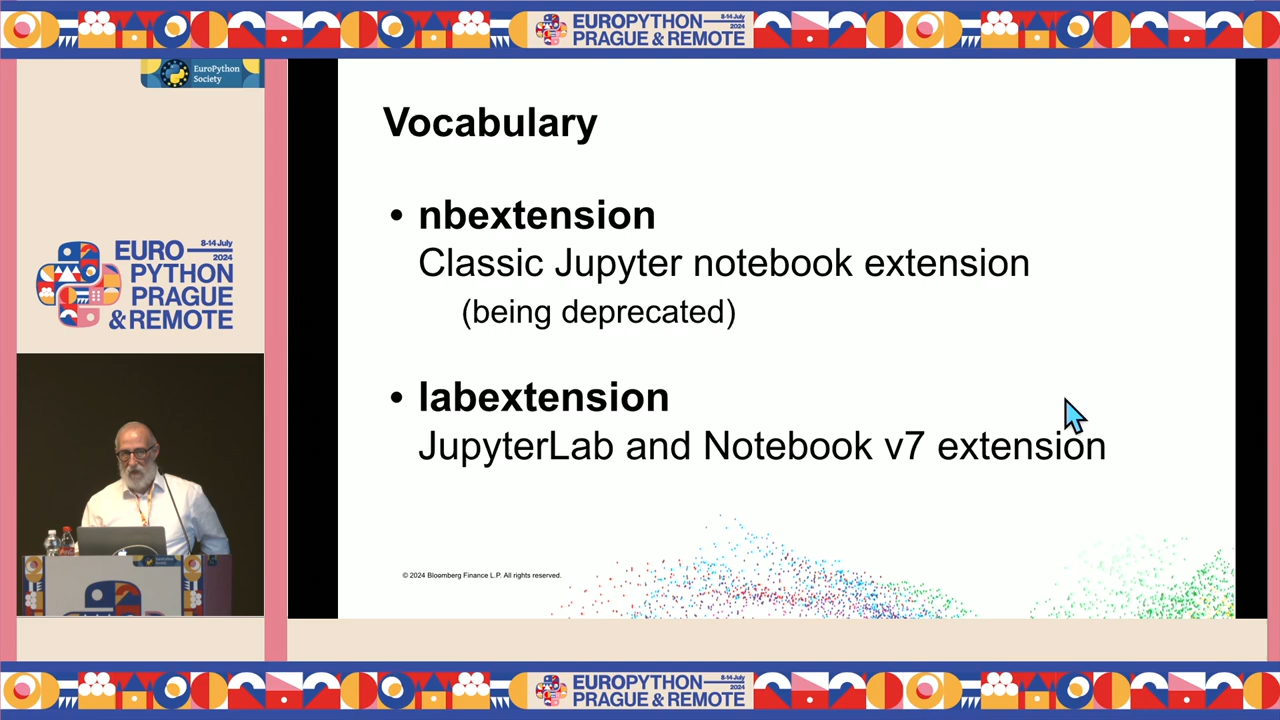 EUROPYTHON
8-14 July
2024
PRAGUE & REMOTE
EuroPython
Society
EURO
8-14 July
2024
PYTHON
PRAGUE
& REMOTE
Vocabulary
• nbextension
Classic Jupyter notebook extension
(being deprecated)
• labextension
JupyterLab and Notebook v7 extension
© 2024 Bloomberg Finance L.P. All rights reserved.
EUROPYTHON
8-14 July
2024
PRAGUE & REMOTE